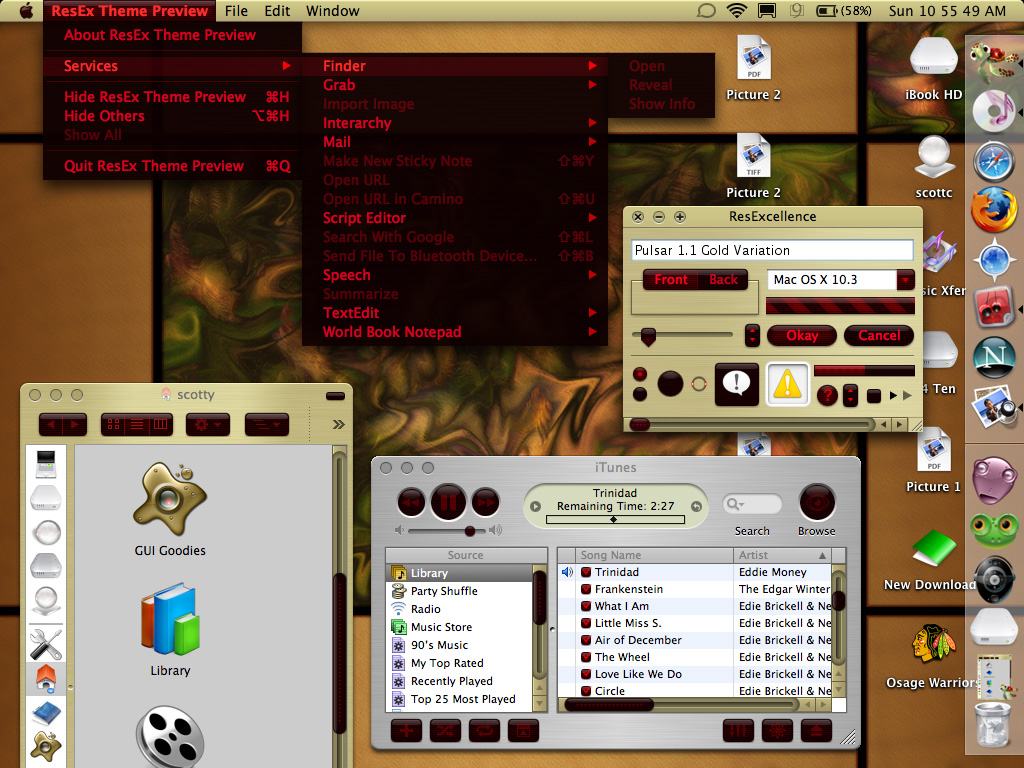 ResEx Theme Preview File Edit Window (58%) Sun 10 55 49 AM
About ResEx Theme Preview
Services
Hide ResEx Theme Preview ⌘H
Hide Others ⌥⌘H
Show All
Quit ResEx Theme Preview ⌘Q
Finder
Grab
Import Image
Interarchy
Mail
Make New Sticky Note ⇧⌘Y
Open URL
Open URL in Camino ⇧⌘U
Script Editor
Search With Google ⇧⌘L
Send File To Bluetooth Device... ⇧⌘B
Speech
Summarize
TextEdit
World Book Notepad
Open
Reveal
Show Info
PDF
Picture 2
TIFF
Picture 2
iBook HD
scottc
sic Xfer
4 Ten
PDF
Picture 1
New Download
Osage Warriors
ResExcellence
Pulsar 1.1 Gold Variation
Front Back
Mac OS X 10.3
Okay Cancel
scotty
GUI Goodies
Library
iTunes
Trinidad
Remaining Time: 2:27
Search
Browse
Source
Library
Party Shuffle
Radio
Music Store
90's Music
My Top Rated
Recently Played
Top 25 Most Played
Song Name Artist
Trinidad Eddie Money
Frankenstein The Edgar Winter
What I Am Edie Brickell & Ne
Little Miss S. Edie Brickell & Ne
Air of December Edie Brickell & Ne
The Wheel Edie Brickell & Ne
Love Like We Do Edie Brickell & Ne
Circle Edie Brickell & Ne